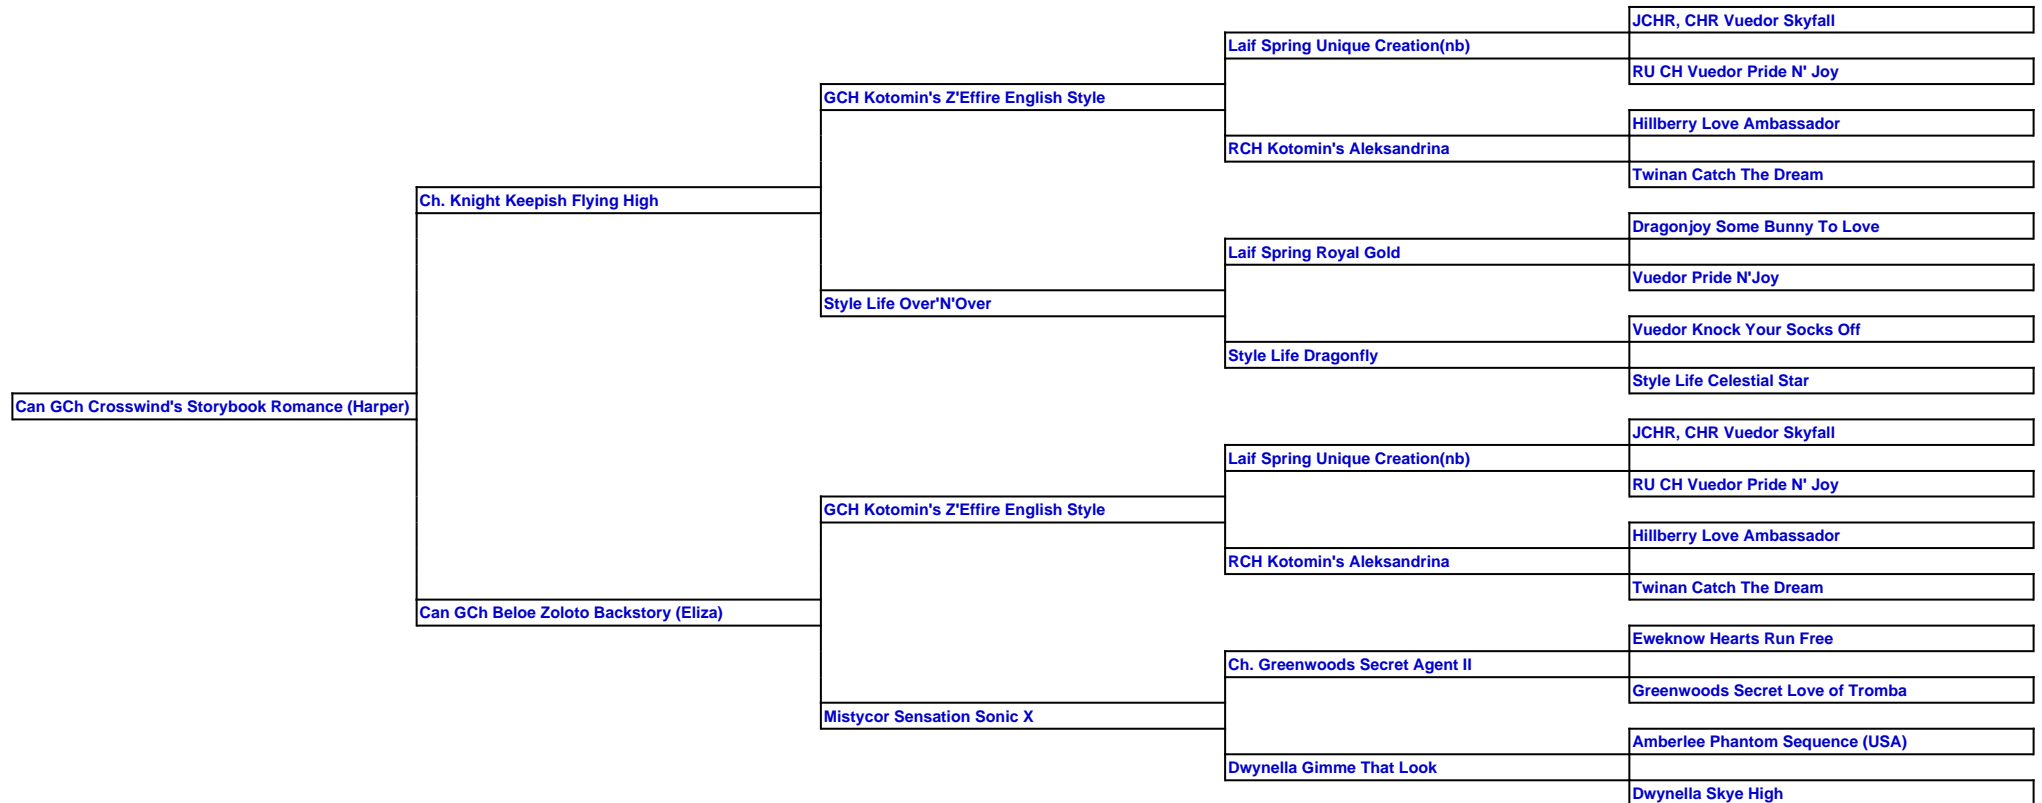 JCHR, CHR Vuedor Skyfall
Laif Spring Unique Creation(nb)
RU CH Vuedor Pride N' Joy
GCH Kotomin's Z'Effire English Style
Hillberry Love Ambassador
RCH Kotomin's Aleksandrina
Twinan Catch The Dream
Ch. Knight Keepish Flying High
Dragonjoy Some Bunny To Love
Laif Spring Royal Gold
Vuedor Pride N'Joy
Style Life Over'N'Over
Vuedor Knock Your Socks Off
Style Life Dragonfly
Style Life Celestial Star
Can GCh Crosswind's Storybook Romance (Harper)
JCHR, CHR Vuedor Skyfall
Laif Spring Unique Creation(nb)
RU CH Vuedor Pride N' Joy
GCH Kotomin's Z'Effire English Style
Hillberry Love Ambassador
RCH Kotomin's Aleksandrina
Twinan Catch The Dream
Can GCh Beloe Zoloto Backstory (Eliza)
Eweknow Hearts Run Free
Ch. Greenwoods Secret Agent II
Greenwoods Secret Love of Tromba
Mistycor Sensation Sonic X
Amberlee Phantom Sequence (USA)
Dwynella Gimme That Look
Dwynella Skye High